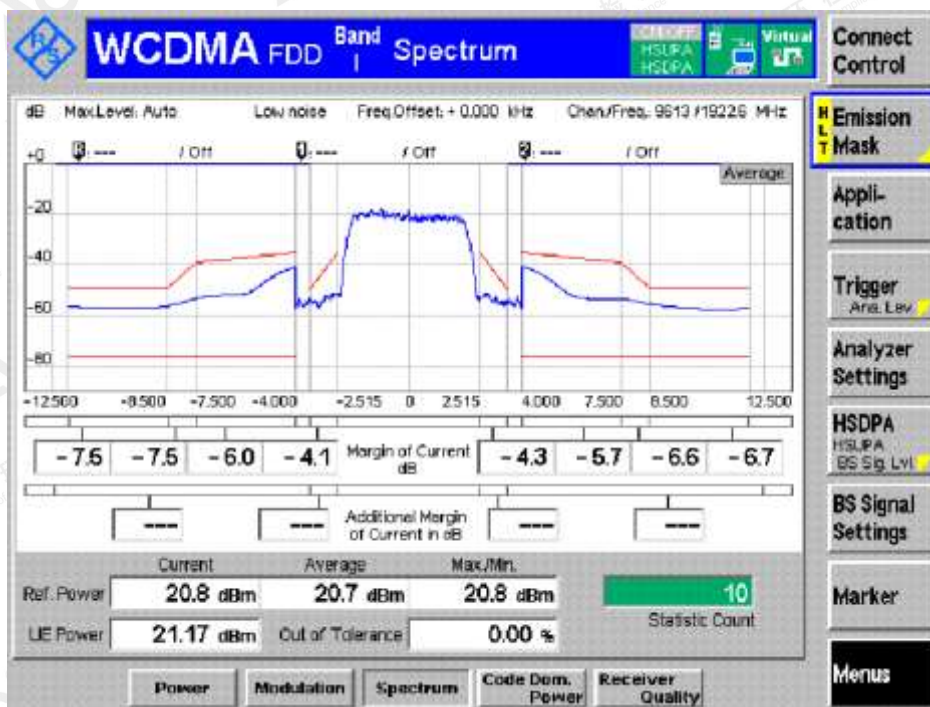 WCDMA FDD Band I Spectrum
HSUPA
HSDPA
Virtual
Connect Control
dB Max.Level: Auto Low noise Freq.Offset: + 0.000 kHz Chan./Freq.: 9613 / 1922.6 MHz
HLT
Emission Mask
+0 --- / Off --- / Off --- / Off
Average
-20
-40
-60
-80
-12.500 -8.500 -7.500 -4.000 -2.515 0 2.515 4.000 7.500 8.500 12.500
Appli-
cation
Trigger
Ana. Lev.
Analyzer
Settings
-7.5 -7.5 -6.0 -4.1 Margin of Current dB -4.3 -5.7 -6.6 -6.7
HSDPA
HSUPA
BS Sig. Lvl.
--- --- Additional Margin of Current in dB --- ---
BS Signal
Settings
Current Average Max./Min.
Ref. Power 20.8 dBm 20.7 dBm 20.8 dBm 10
Statistic Count
UE Power 21.17 dBm Out of Tolerance 0.00 %
Marker
Menus
Power Modulation Spectrum Code Dom. Power Receiver Quality